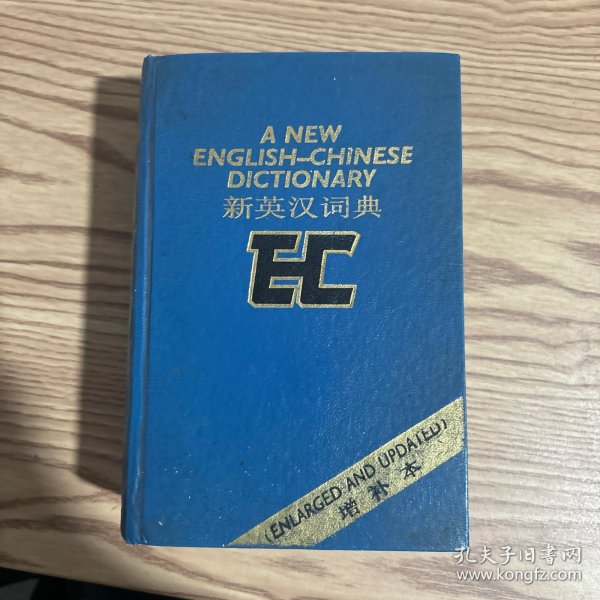 A NEW
ENGLISH-CHINESE
DICTIONARY
新英汉词典
EC
(ENLARGED AND UPDATED)
增补本
孔夫子旧书网
www.kongfz.com